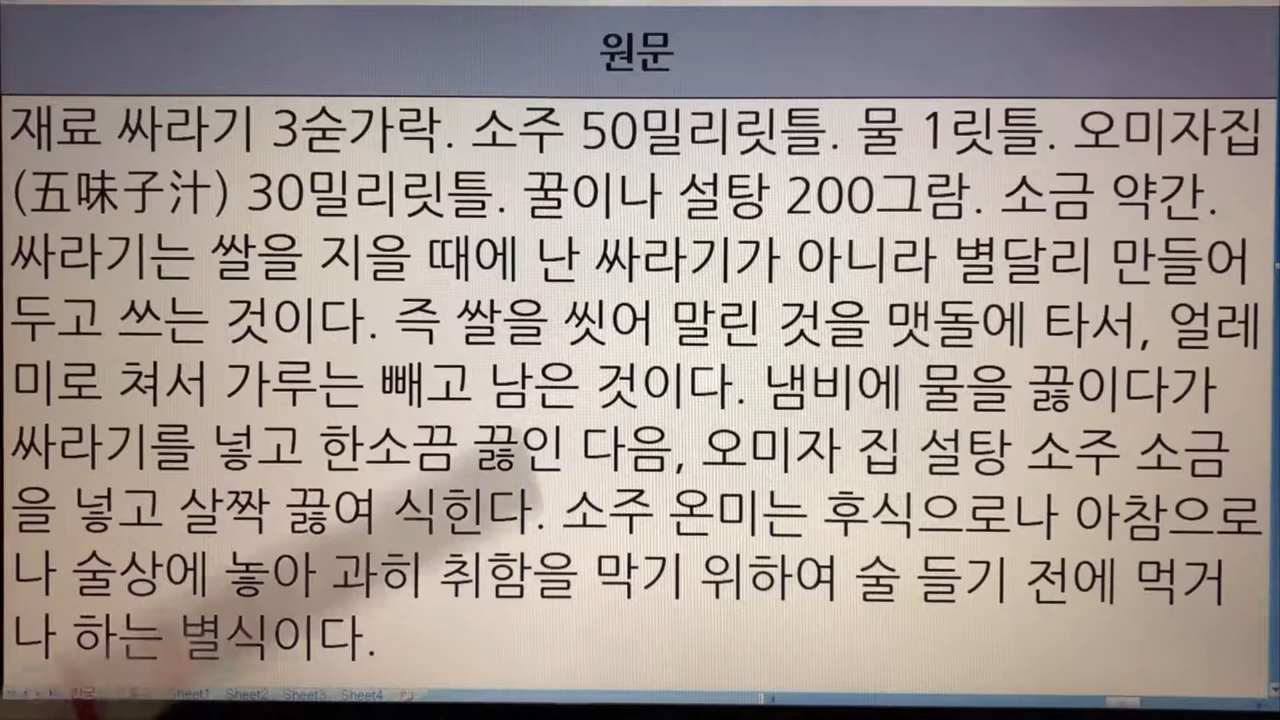 원문
재료 싸라기 3숟가락. 소주 50밀리릿틀. 물 1릿틀. 오미자집
(五味子汁) 30밀리릿틀. 꿀이나 설탕 200그람. 소금 약간.
싸라기는 쌀을 지을 때에 난 싸라기가 아니라 별달리 만들어
두고 쓰는 것이다. 즉 쌀을 씻어 말린 것을 맷돌에 타서, 얼레
미로 쳐서 가루는 빼고 남은 것이다. 냄비에 물을 끓이다가
싸라기를 넣고 한소끔 끓인 다음, 오미자 집 설탕 소주 소금
을 넣고 살짝 끓여 식힌다. 소주 온미는 후식으로나 아참으로
나 술상에 놓아 과히 취함을 막기 위하여 술 들기 전에 먹거
나 하는 별식이다.
Sheet1 Sheet2 Sheet3 Sheet4